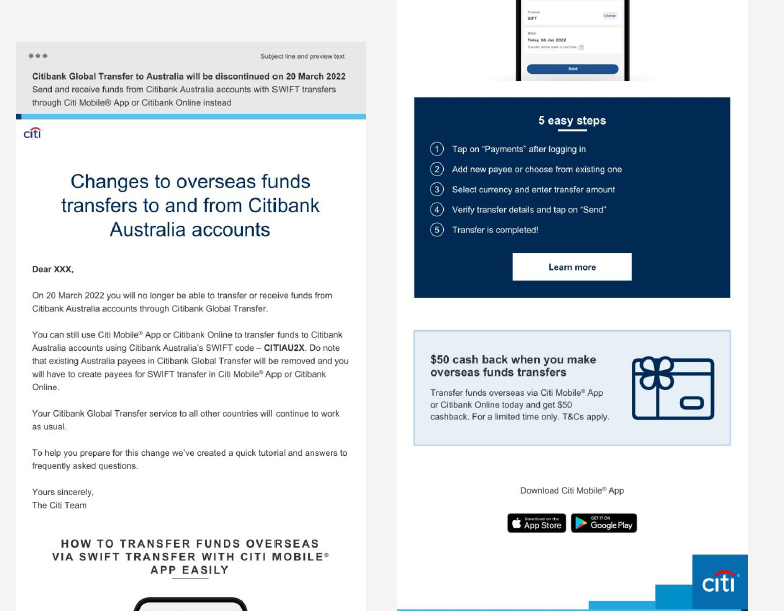 Subject line and preview text
Citibank Global Transfer to Australia will be discontinued on 20 March 2022
Send and receive funds from Citibank Australia accounts with SWIFT transfers
through Citi Mobile® App or Citibank Online instead
citi
Changes to overseas funds
transfers to and from Citibank
Australia accounts
Dear XXX,
On 20 March 2022 you will no longer be able to transfer or receive funds from
Citibank Australia accounts through Citibank Global Transfer.
You can still use Citi Mobile® App or Citibank Online to transfer funds to Citibank
Australia accounts using Citibank Australia's SWIFT code – CITIAU2X. Do note
that existing Australia payees in Citibank Global Transfer will be removed and you
will have to create payees for SWIFT transfer in Citi Mobile® App or Citibank
Online.
Your Citibank Global Transfer service to all other countries will continue to work
as usual.
To help you prepare for this change we've created a quick tutorial and answers to
frequently asked questions.
Yours sincerely,
The Citi Team
HOW TO TRANSFER FUNDS OVERSEAS
VIA SWIFT TRANSFER WITH CITI MOBILE®
APP EASILY
Purpose
GIFT
Change
When
Today, 06 Jan 2022
Send
5 easy steps
1 Tap on "Payments" after logging in
2 Add new payee or choose from existing one
3 Select currency and enter transfer amount
4 Verify transfer details and tap on "Send"
5 Transfer is completed!
Learn more
$50 cash back when you make
overseas funds transfers
Transfer funds overseas via Citi Mobile® App
or Citibank Online today and get $50
cashback. For a limited time only. T&Cs apply.
Download Citi Mobile® App
Download on the
App Store
GET IT ON
Google Play
citi